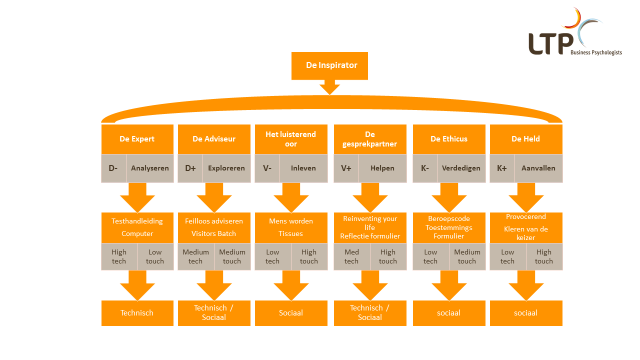 LTP
Business Psychologists
De Inspirator
De Expert
De Adviseur
Het luisterend
oor
De
gesprekpartner
De Ethicus
De Held
D-
Analyseren
D+
Exploreren
V-
Inleven
V+
Helpen
K-
Verdedigen
K+
Aanvallen
Testhandleiding
Computer
Feilloos adviseren
Visitors Batch
Mens worden
Tissues
Reinventing your
life
Reflectie formulier
Beroepscode
Toestemmings
Formulier
Provocerend
Kleren van de
keizer
High
tech
Low
touch
Medium
tech
Medium
touch
Low
tech
High
touch
Med
tech
High
touch
Low
tech
Medium
touch
Low
tech
High
touch
Technisch
Technisch /
Sociaal
Sociaal
Technisch /
Sociaal
sociaal
sociaal